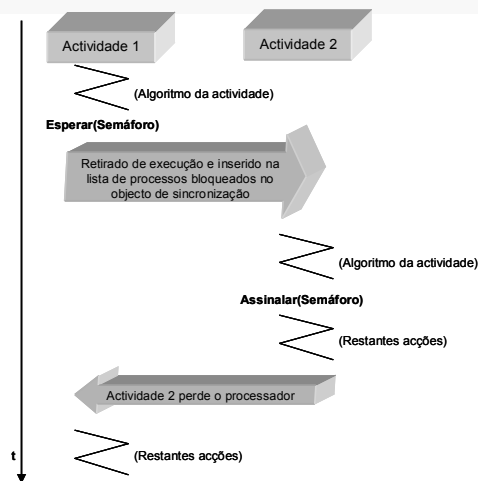 Actividade 1
Actividade 2
(Algoritmo da actividade)
Esperar(Semáforo)
Retirado de execução e inserido na
lista de processos bloqueados no
objecto de sincronização
(Algoritmo da actividade)
Assinalar(Semáforo)
(Restantes acções)
Actividade 2 perde o processador
(Restantes acções)
t